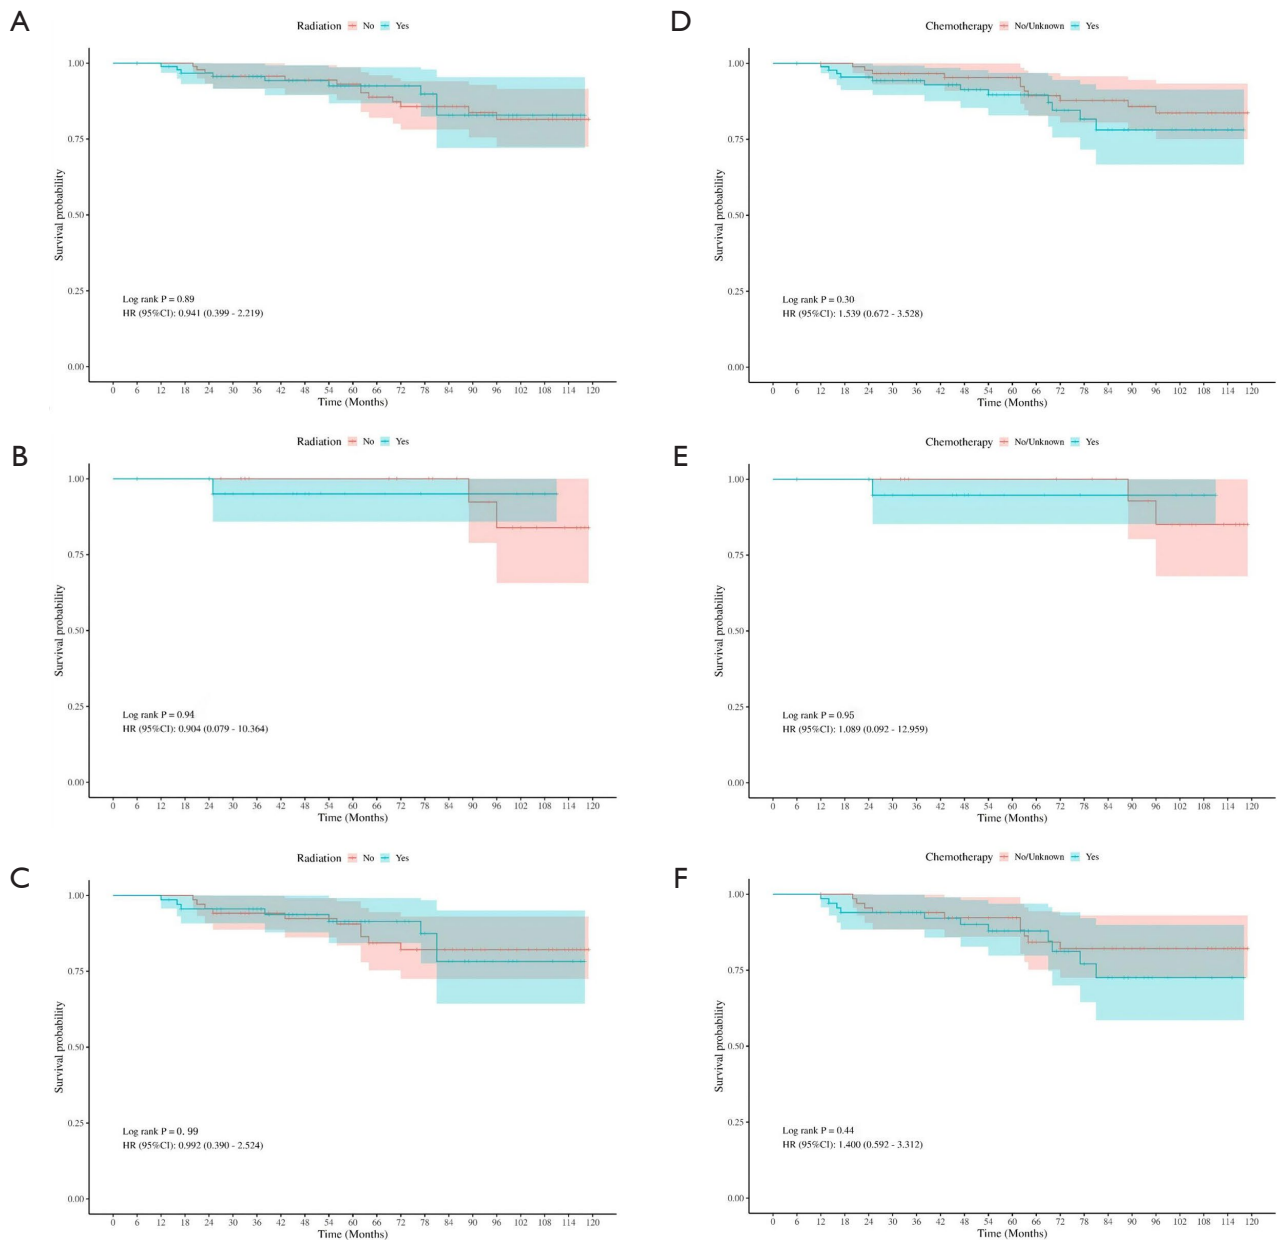 A
Radiation No Yes
1.00
0.75
0.50
0.25
0.00
Survival probability
Log rank P = 0.89
HR (95%CI): 0.941 (0.399 - 2.219)
0 6 12 18 24 30 36 42 48 54 60 66 72 78 84 90 96 102 108 114 120
Time (Months)
D
Chemotherapy No/Unknown Yes
1.00
0.75
0.50
0.25
0.00
Survival probability
Log rank P = 0.30
HR (95%CI): 1.539 (0.672 - 3.528)
0 6 12 18 24 30 36 42 48 54 60 66 72 78 84 90 96 102 108 114 120
Time (Months)
B
Radiation No Yes
1.00
0.75
0.50
0.25
0.00
Survival probability
Log rank P = 0.94
HR (95%CI): 0.904 (0.079 - 10.364)
0 6 12 18 24 30 36 42 48 54 60 66 72 78 84 90 96 102 108 114 120
Time (Months)
E
Chemotherapy No/Unknown Yes
1.00
0.75
0.50
0.25
0.00
Survival probability
Log rank P = 0.95
HR (95%CI): 1.089 (0.092 - 12.959)
0 6 12 18 24 30 36 42 48 54 60 66 72 78 84 90 96 102 108 114 120
Time (Months)
C
Radiation No Yes
1.00
0.75
0.50
0.25
0.00
Survival probability
Log rank P = 0. 99
HR (95%CI): 0.992 (0.390 - 2.524)
0 6 12 18 24 30 36 42 48 54 60 66 72 78 84 90 96 102 108 114 120
Time (Months)
F
Chemotherapy No/Unknown Yes
1.00
0.75
0.50
0.25
0.00
Survival probability
Log rank P = 0.44
HR (95%CI): 1.400 (0.592 - 3.312)
0 6 12 18 24 30 36 42 48 54 60 66 72 78 84 90 96 102 108 114 120
Time (Months)